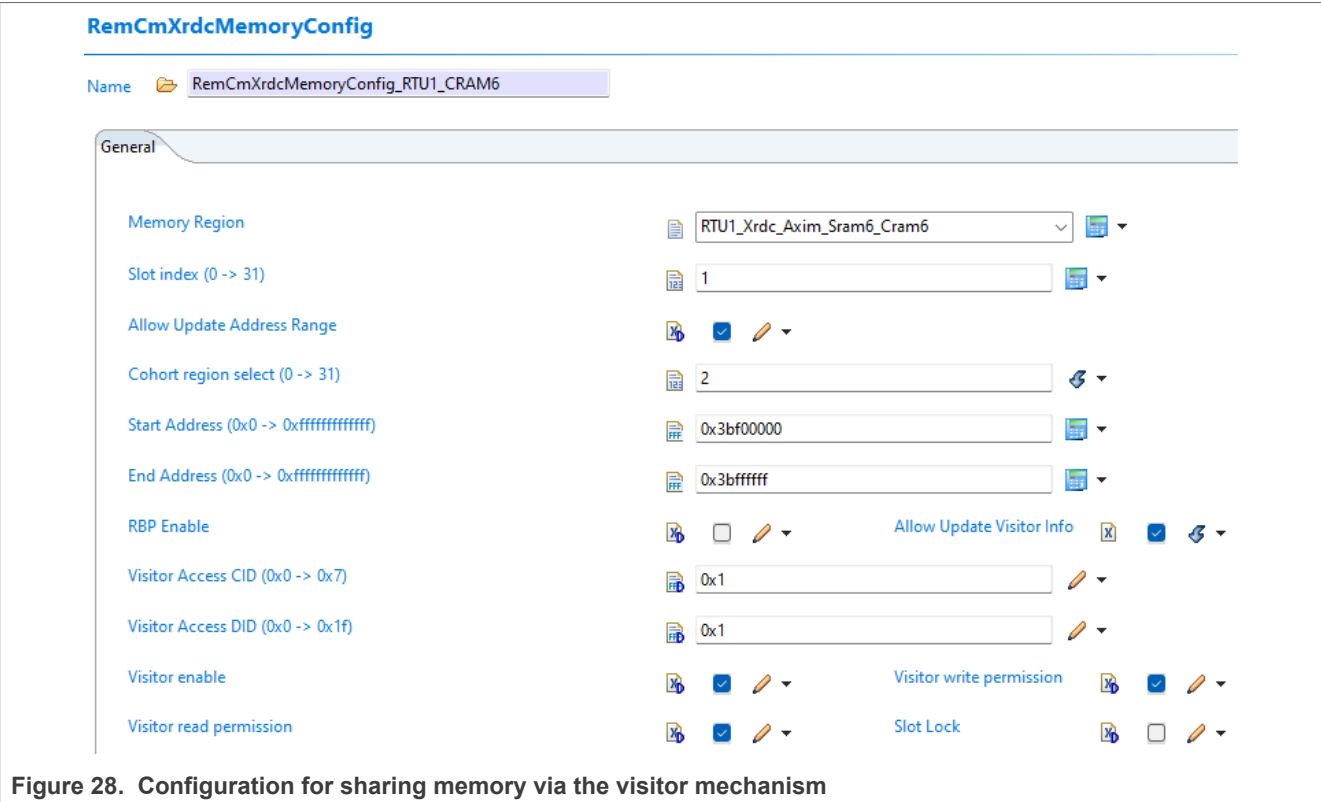 RemCmXrdcMemoryConfig
Name RemCmXrdcMemoryConfig_RTU1_CRAM6
General
Memory Region RTU1_Xrdc_Axim_Sram6_Cram6
Slot index (0 -> 31) 1
Allow Update Address Range
Cohort region select (0 -> 31) 2
Start Address (0x0 -> 0xfffffffffffff) 0x3bf00000
End Address (0x0 -> 0xfffffffffffff) 0x3bffffff
RBP Enable Allow Update Visitor Info
Visitor Access CID (0x0 -> 0x7) 0x1
Visitor Access DID (0x0 -> 0x1f) 0x1
Visitor enable Visitor write permission
Visitor read permission Slot Lock
Figure 28. Configuration for sharing memory via the visitor mechanism